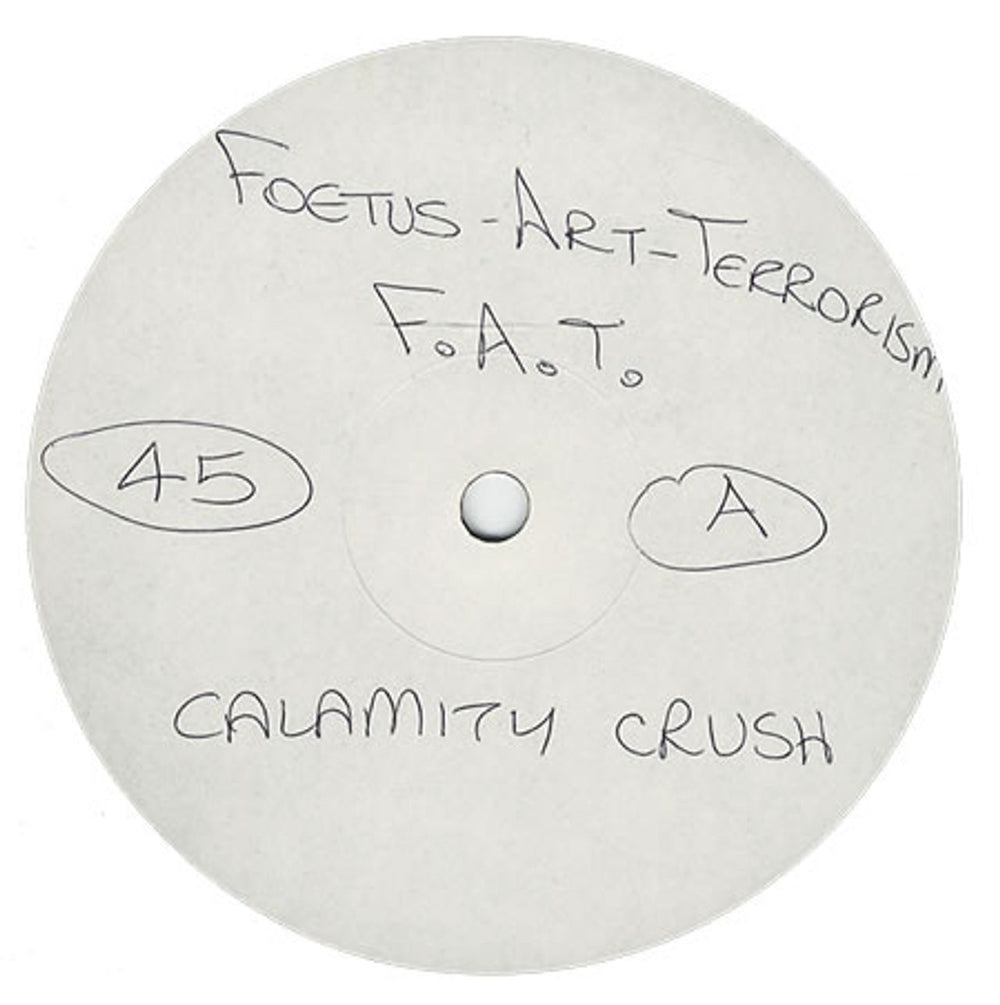 FOETUS-ART-TERRORISM
F.A.T.
45
A
CALAMITY CRUSH